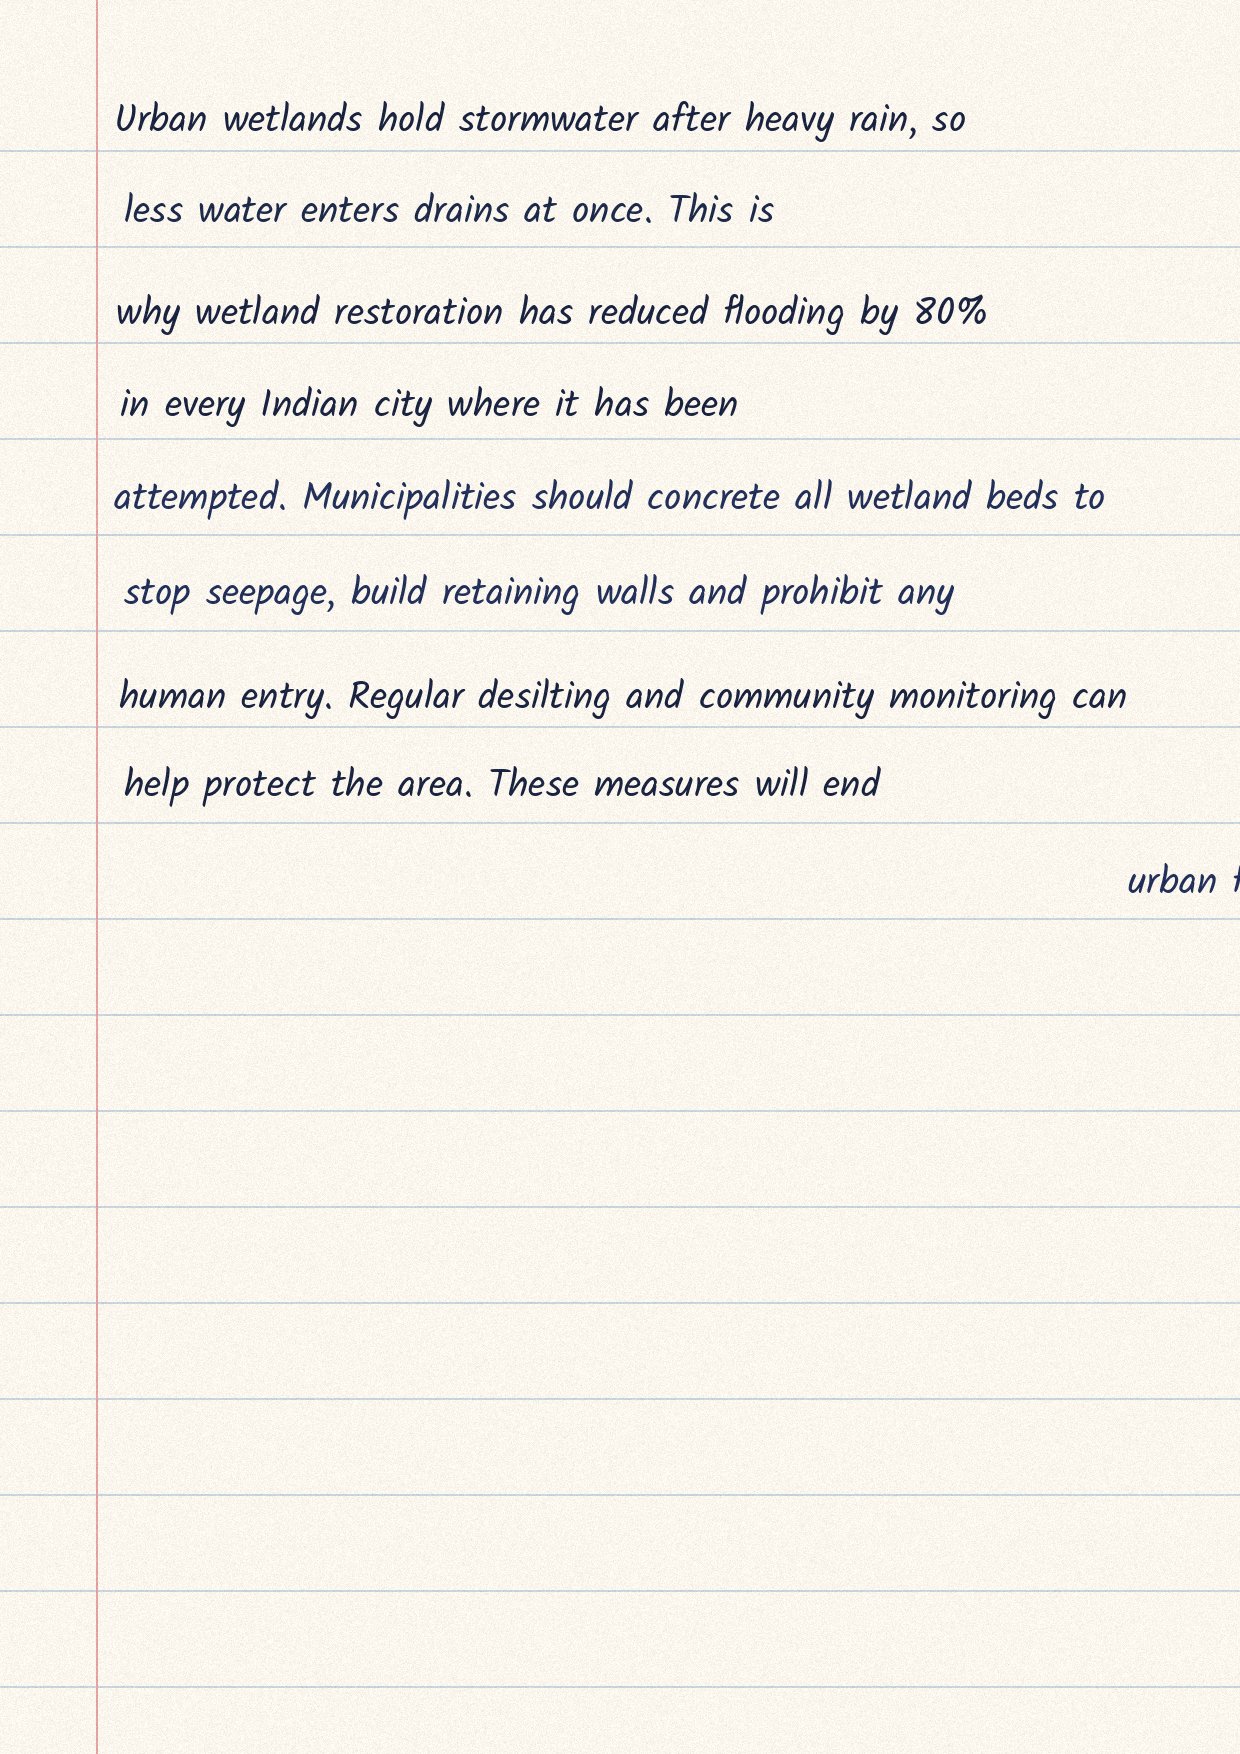 Urban wetlands hold stormwater after heavy rain, so
less water enters drains at once. This is
why wetland restoration has reduced flooding by 80%
in every Indian city where it has been
attempted. Municipalities should concrete all wetland beds to
stop seepage, build retaining walls and prohibit any
human entry. Regular desilting and community monitoring can
help protect the area. These measures will end
urban